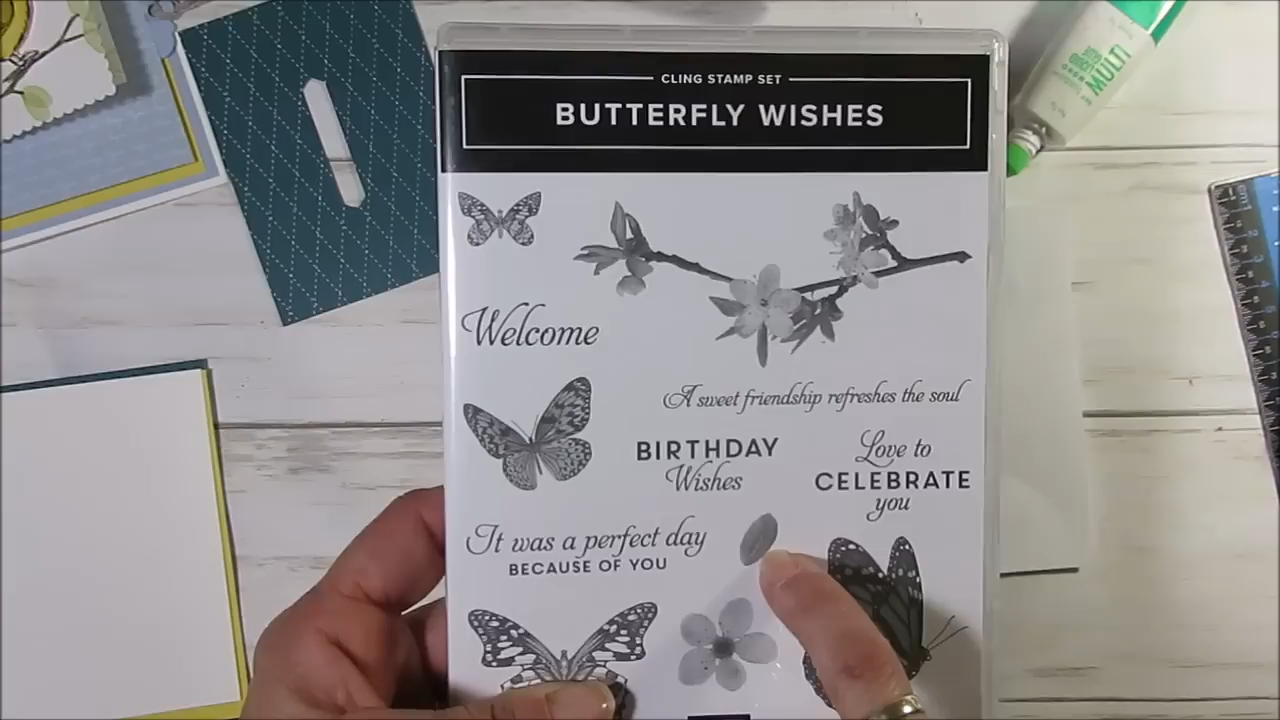 CLING STAMP SET
BUTTERFLY WISHES
Welcome
A sweet friendship refreshes the soul
BIRTHDAY
Wishes
Love to
CELEBRATE
you
It was a perfect day
BECAUSE OF YOU
MULTI